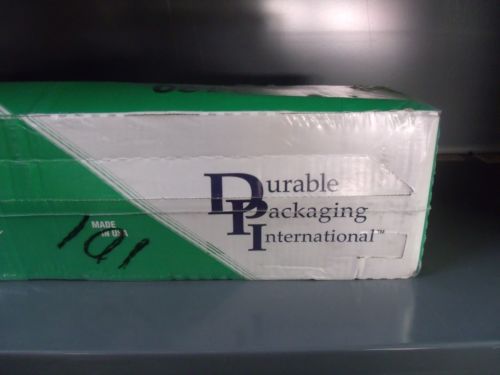 Durable
Packaging
International™
MADE
IN USA
101